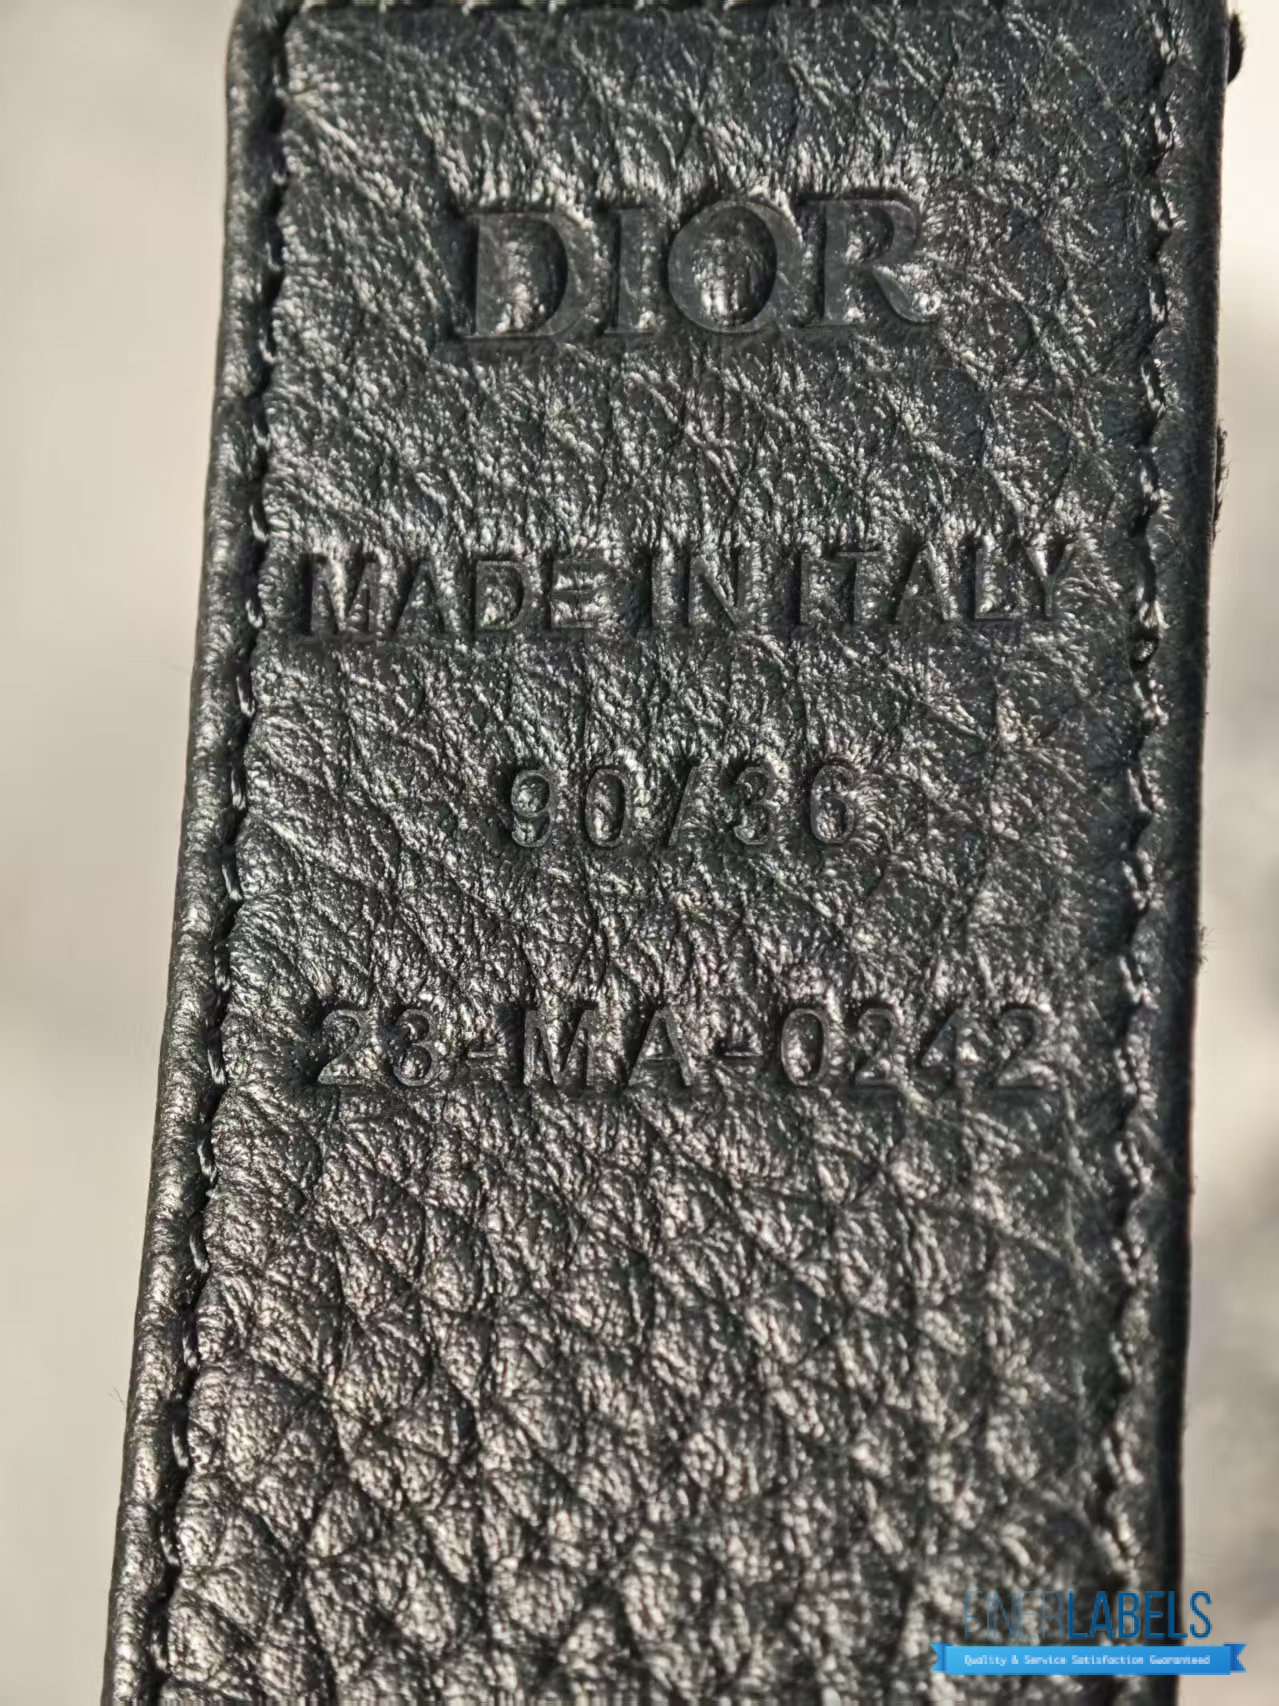 DIOR
MADE IN ITALY
90/36
23-MA-0242
ENERLABELS
Quality & Service Satisfaction Guaranteed